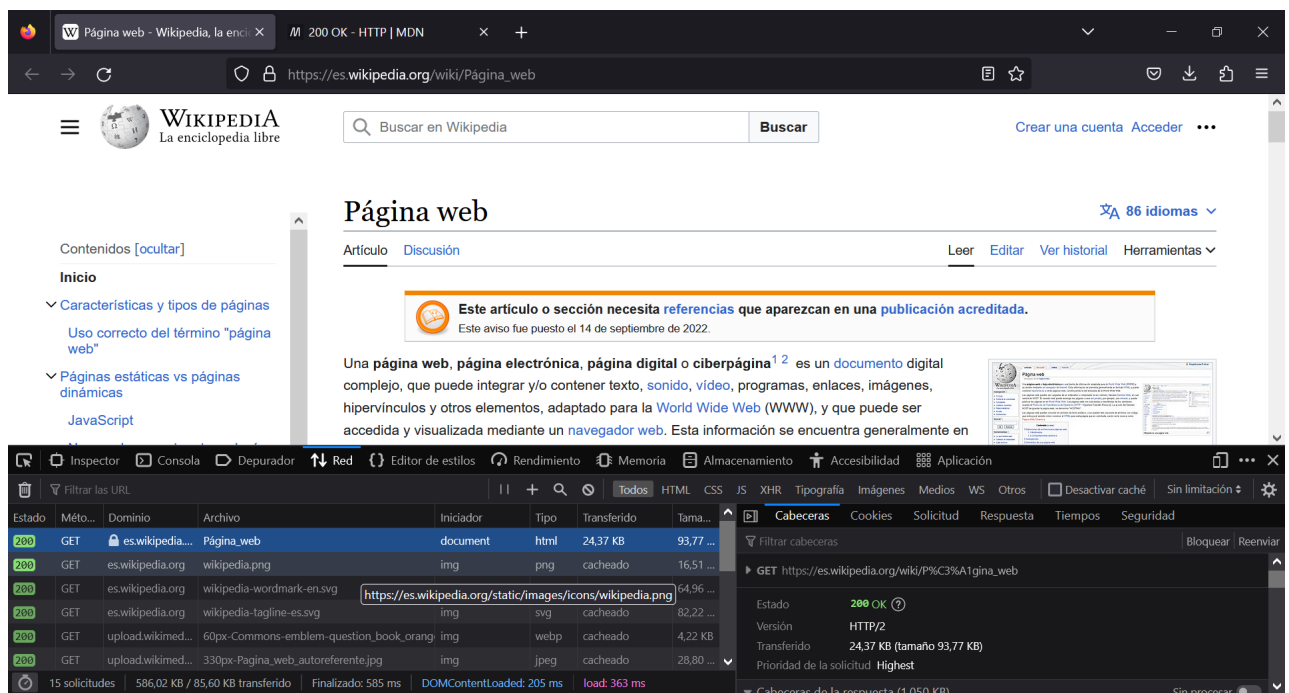 Página web - Wikipedia, la encic
200 OK - HTTP | MDN
https://es.wikipedia.org/wiki/Página_web
WIKIPEDIA
La enciclopedia libre
Buscar en Wikipedia
Buscar
Crear una cuenta Acceder
Página web
86 idiomas
Artículo Discusión
Leer Editar Ver historial Herramientas
Contenidos [ocultar]
Inicio
Características y tipos de páginas
Uso correcto del término "página
web"
Páginas estáticas vs páginas
dinámicas
JavaScript
Este artículo o sección necesita referencias que aparezcan en una publicación acreditada.
Este aviso fue puesto el 14 de septiembre de 2022.
Una página web, página electrónica, página digital o ciberpágina1 2 es un documento digital
complejo, que puede integrar y/o contener texto, sonido, vídeo, programas, enlaces, imágenes,
hipervínculos y otros elementos, adaptado para la World Wide Web (WWW), y que puede ser
accedida y visualizada mediante un navegador web. Esta información se encuentra generalmente en
Inspector Consola Depurador Red Editor de estilos Rendimiento Memoria Almacenamiento Accesibilidad Aplicación
Filtrar las URL
Todos HTML CSS JS XHR Tipografía Imágenes Medios WS Otros Desactivar caché Sin limitación
Estado Méto... Dominio Archivo Iniciador Tipo Transferido Tama...
200 GET es.wikipedia.... Página_web document html 24,37 KB 93,77 ...
200 GET es.wikipedia.org wikipedia.png img png cacheado 16,51 ...
200 GET es.wikipedia.org wikipedia-wordmark-en.svg 64,96 ...
https://es.wikipedia.org/static/images/icons/wikipedia.png
200 GET es.wikipedia.org wikipedia-tagline-es.svg img svg cacheado 82,22 ...
200 GET upload.wikimed... 60px-Commons-emblem-question_book_orang img webp cacheado 4,22 KB
200 GET upload.wikimed... 330px-Pagina_web_autoreferente.jpg img jpeg cacheado 28,80 ...
15 solicitudes 586,02 KB / 85,60 KB transferido Finalizado: 585 ms DOMContentLoaded: 205 ms load: 363 ms
Cabeceras Cookies Solicitud Respuesta Tiempos Seguridad
Filtrar cabeceras
Bloquear Reenviar
GET https://es.wikipedia.org/wiki/P%C3%A1gina_web
Estado 200 OK
Versión HTTP/2
Transferido 24,37 KB (tamaño 93,77 KB)
Prioridad de la solicitud Highest
Cabeceras de la respuesta (1,050 KB)
Sin procesar